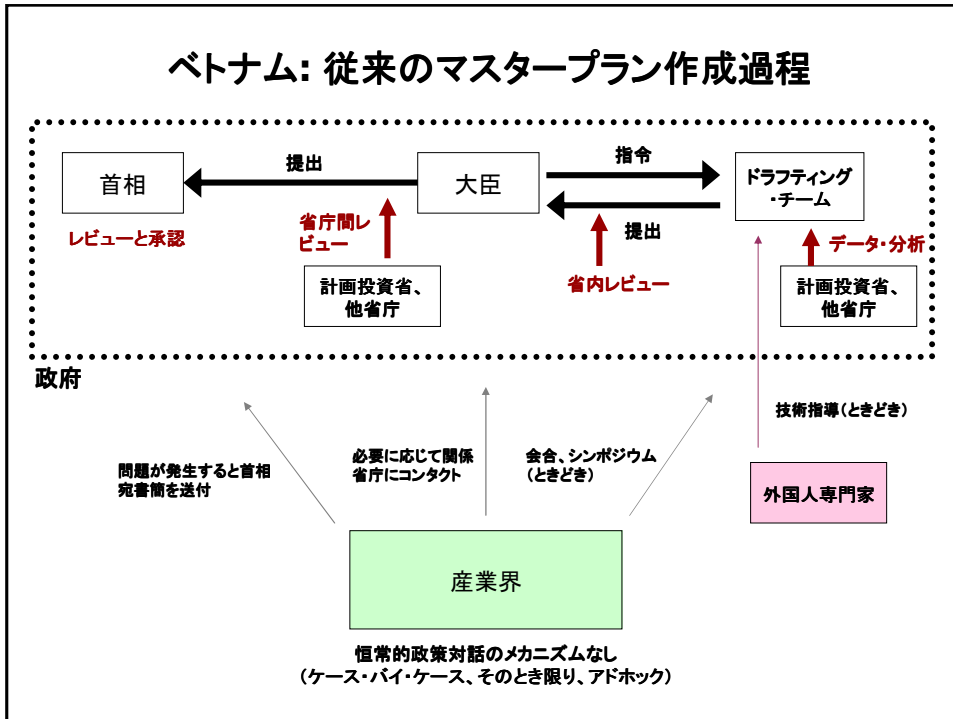 ベトナム: 従来のマスタープラン作成過程
首相
提出
大臣
指令
ドラフティング
・チーム
レビューと承認
省庁間レ
ビュー
提出
データ・分析
計画投資省、
他省庁
省内レビュー
計画投資省、
他省庁
政府
問題が発生すると首相
宛書簡を送付
必要に応じて関係
省庁にコンタクト
会合、シンポジウム
(ときどき)
技術指導(ときどき)
外国人専門家
産業界
恒常的政策対話のメカニズムなし
(ケース・バイ・ケース、そのとき限り、アドホック)